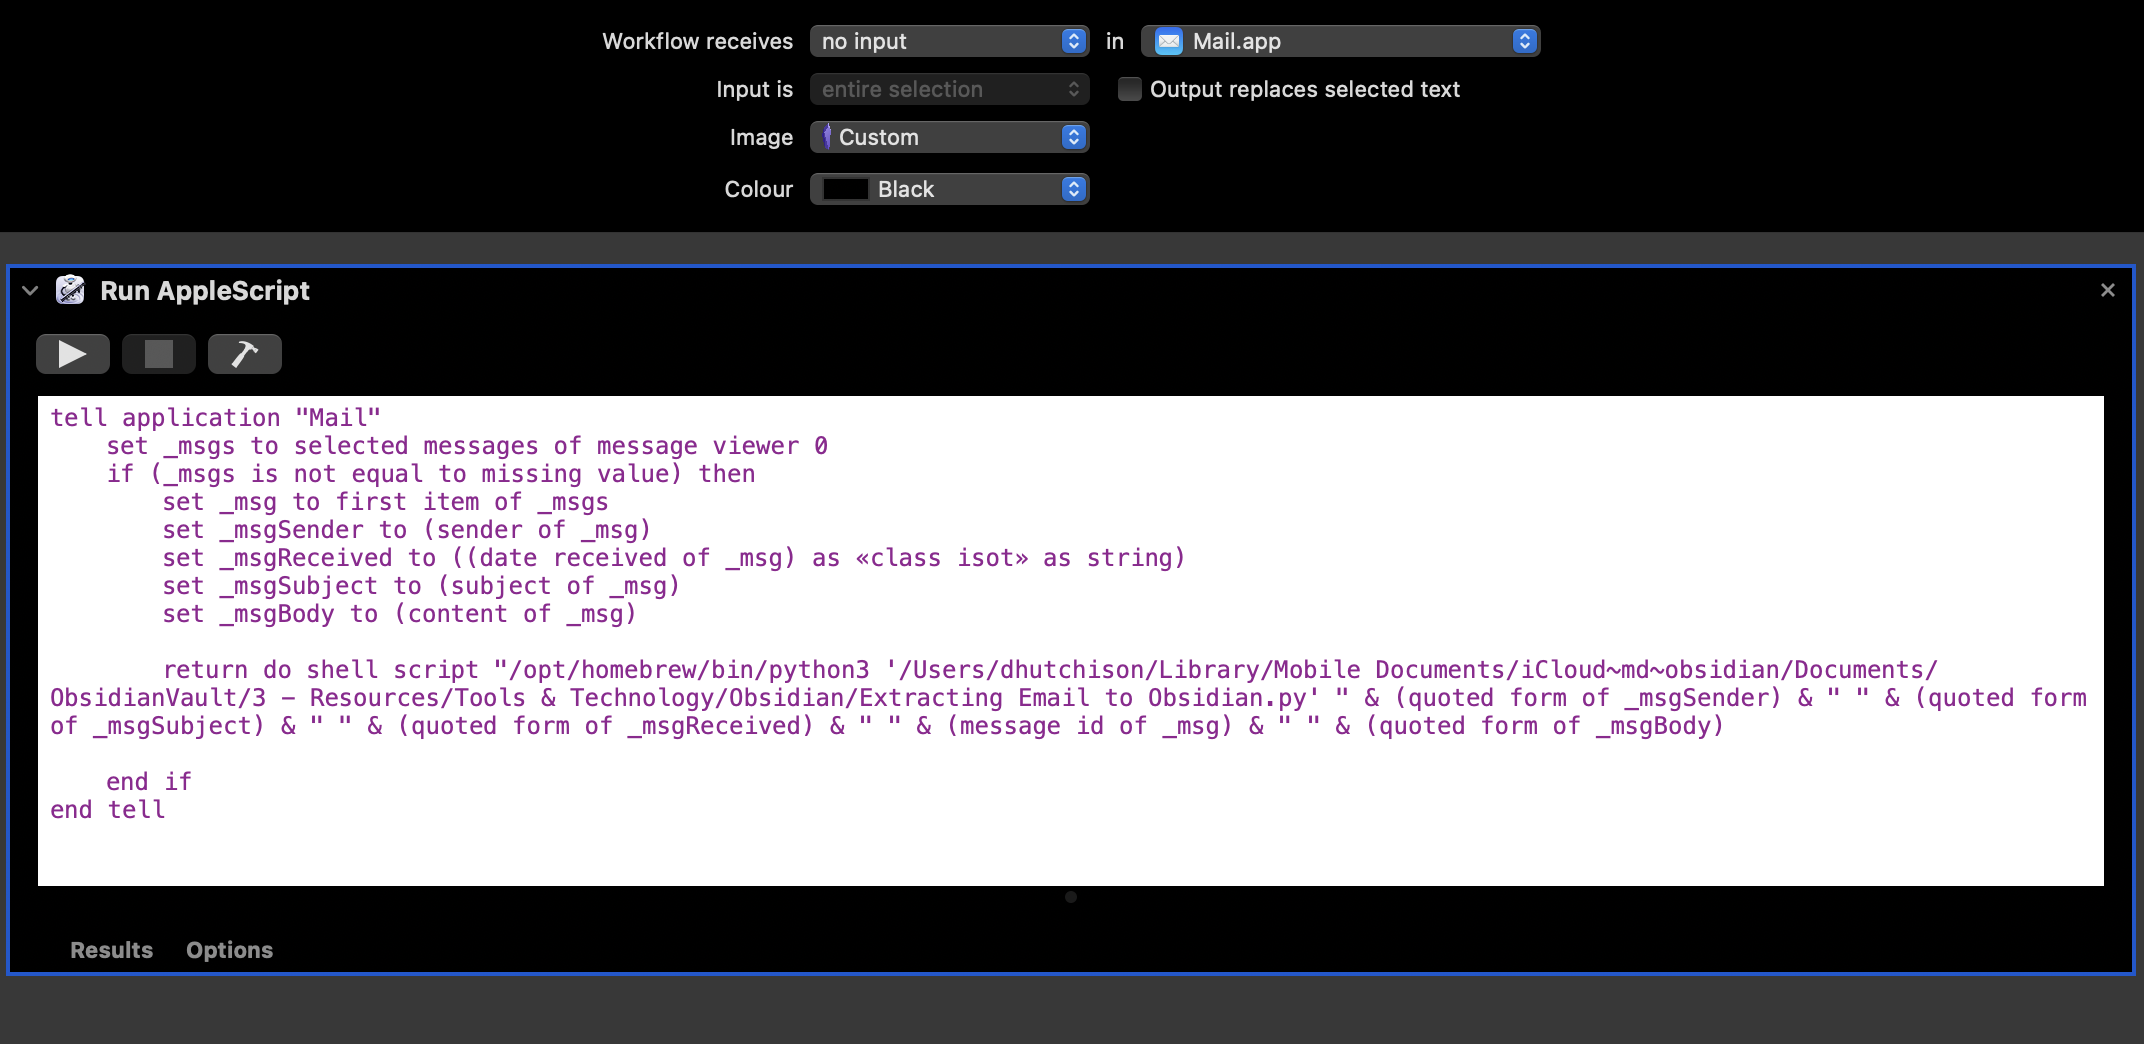 Workflow receives no input in Mail.app
Input is entire selection Output replaces selected text
Image Custom
Colour Black
Run AppleScript
tell application "Mail"
set _msgs to selected messages of message viewer 0
if (_msgs is not equal to missing value) then
set _msg to first item of _msgs
set _msgSender to (sender of _msg)
set _msgReceived to ((date received of _msg) as «class isot» as string)
set _msgSubject to (subject of _msg)
set _msgBody to (content of _msg)
return do shell script "/opt/homebrew/bin/python3 '/Users/dhutchison/Library/Mobile Documents/iCloud~md~obsidian/Documents/
ObsidianVault/3 – Resources/Tools & Technology/Obsidian/Extracting Email to Obsidian.py' " & (quoted form of _msgSender) & " " & (quoted form
of _msgSubject) & " " & (quoted form of _msgReceived) & " " & (message id of _msg) & " " & (quoted form of _msgBody)
end if
end tell
Results Options